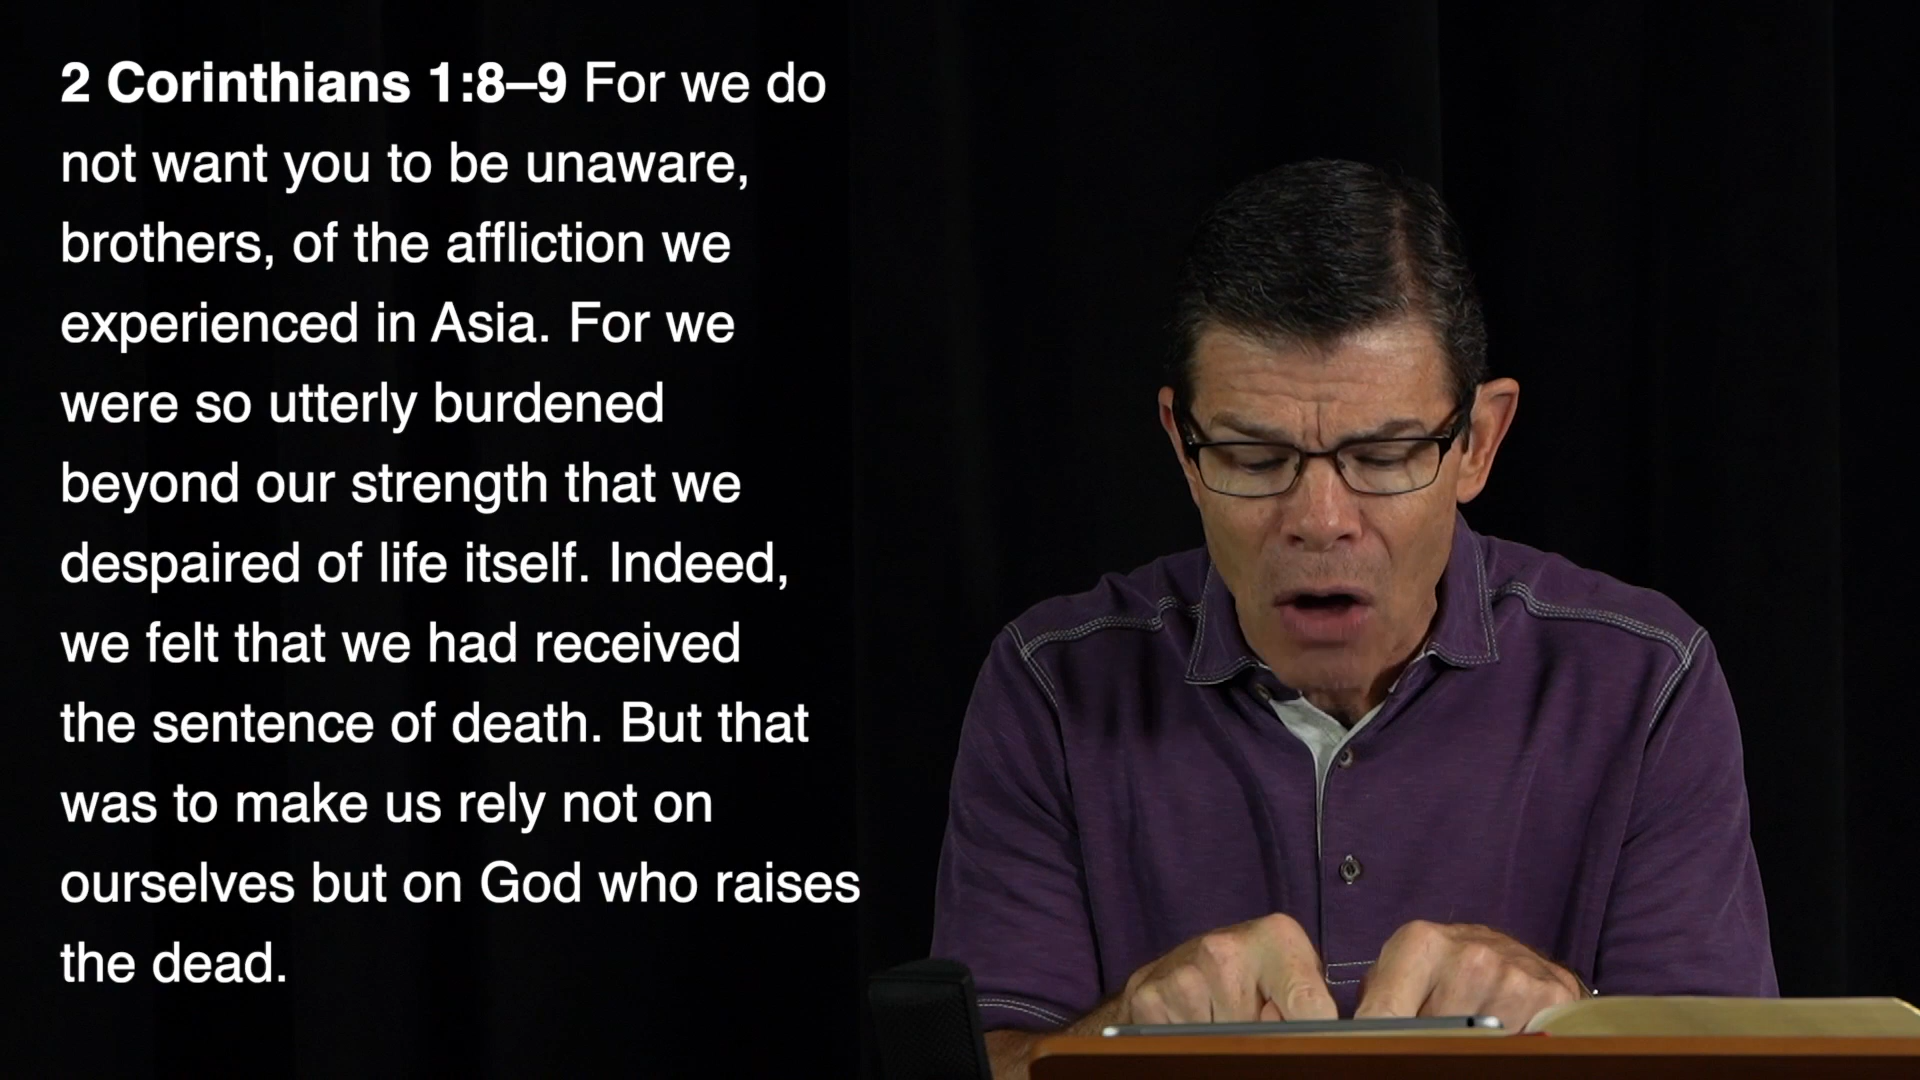 2 Corinthians 1:8–9 For we do
not want you to be unaware,
brothers, of the affliction we
experienced in Asia. For we
were so utterly burdened
beyond our strength that we
despaired of life itself. Indeed,
we felt that we had received
the sentence of death. But that
was to make us rely not on
ourselves but on God who raises
the dead.